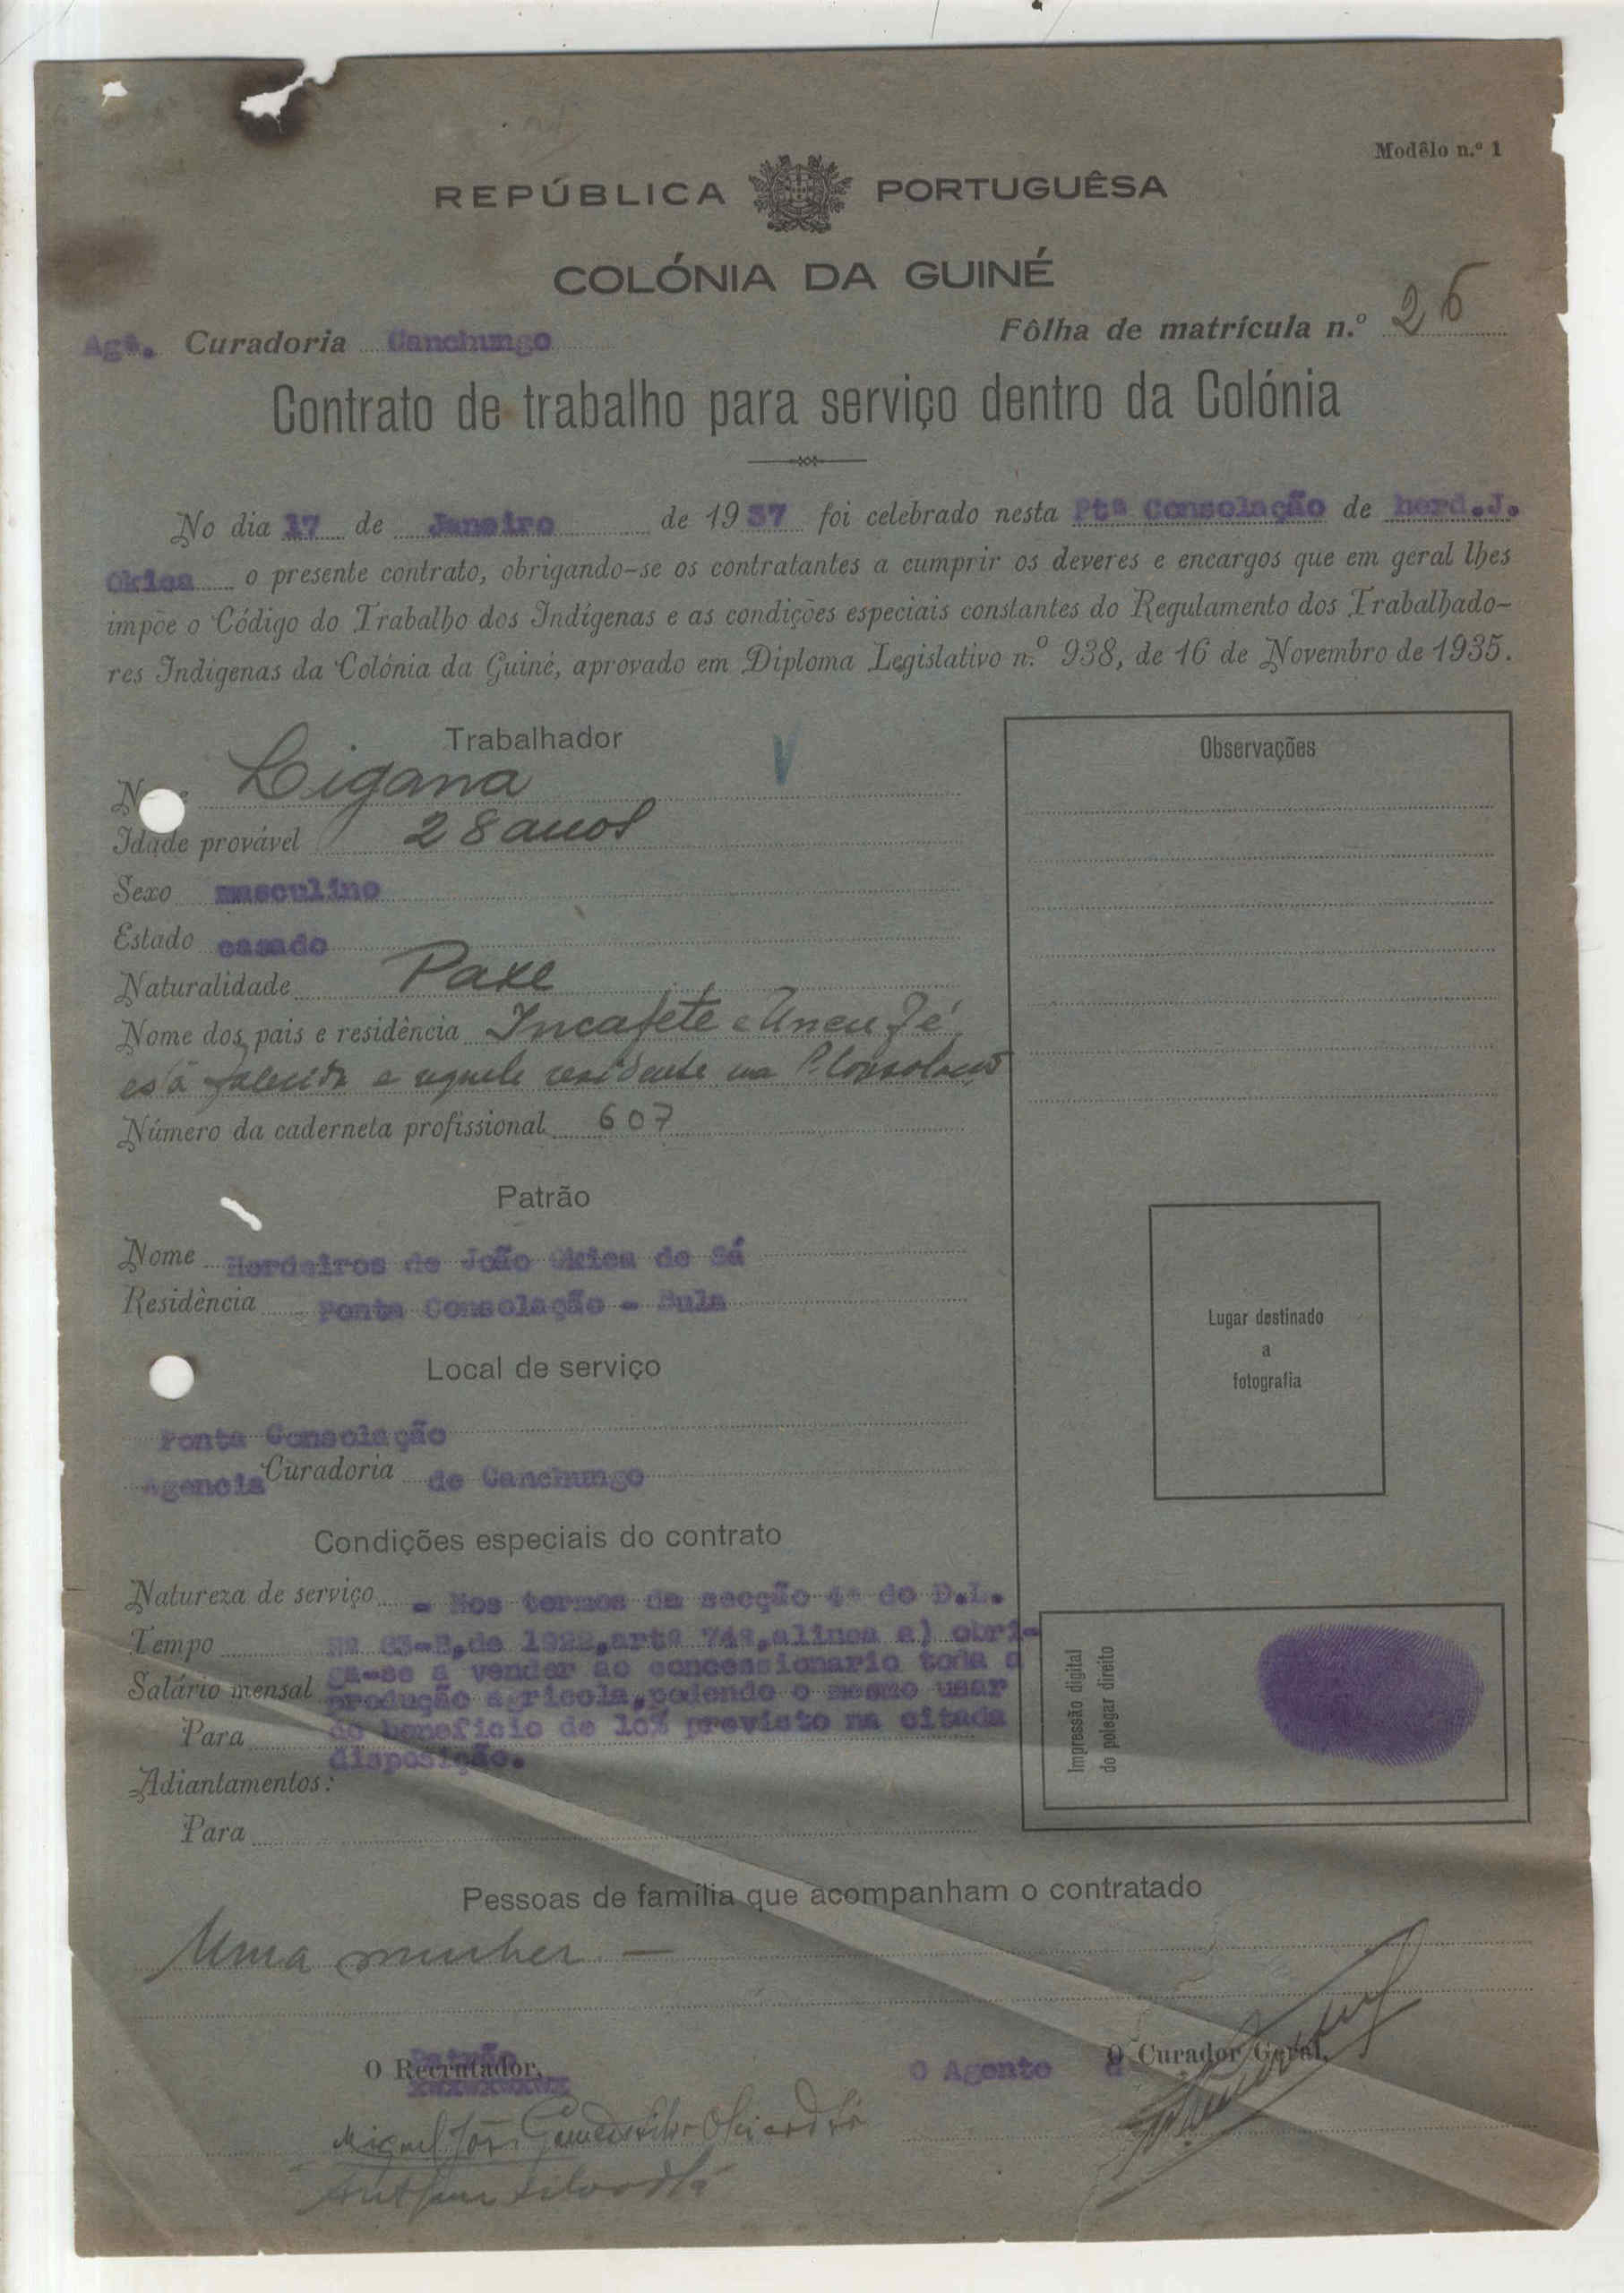 Modêlo n.º 1
REPÚBLICA PORTUGUÊSA
COLÓNIA DA GUINÉ
Agª. Curadoria Canchungo Fôlha de matrícula n.º 26
Contrato de trabalho para serviço dentro da Colónia
No dia 17 de Janeiro de 1937 foi celebrado nesta Ptª Consolação de herd.J.
Okica o presente contrato, obrigando-se os contratantes a cumprir os deveres e encargos que em geral lhes
impõe o Código do Trabalho dos Indígenas e as condições especiais constantes do Regulamento dos Trabalhado-
res Indígenas da Colónia da Guiné, aprovado em Diploma Legislativo n.º 938, de 16 de Novembro de 1935.
Trabalhador
Ligana
Idade provável 28 anos
Sexo masculino
Estado casado
Naturalidade Paxe
Nome dos pais e residência Incafete e
esta falecida e aquele residente na P. Consolação
Número da caderneta profissional 607
Patrão
Nome Herdeiros de João Okica de Sá
Residência - Ponta Consolação - Bula
Local de serviço
Ponta Consolação
Agencia Curadoria de Canchungo
Condições especiais do contrato
Natureza de serviço - Nos termos da secção 4ª do D.L.
Tempo Nº 83-B, de 1922, artº 74º, alinea a) obri-
ga-se a vender ao concessionario toda a
Salário mensal produção agricola, podendo o mesmo usar
Para do beneficio de 10% previsto na citada
disposição.
Adiantamentos:
Para
Observações
Lugar destinado
a
fotografia
Impressão digital
do polegar direito
Pessoas de família que acompanham o contratado
Uma mulher. —
Patrão
O Recrutador, O Agente d O Curador Geral,
Miguel